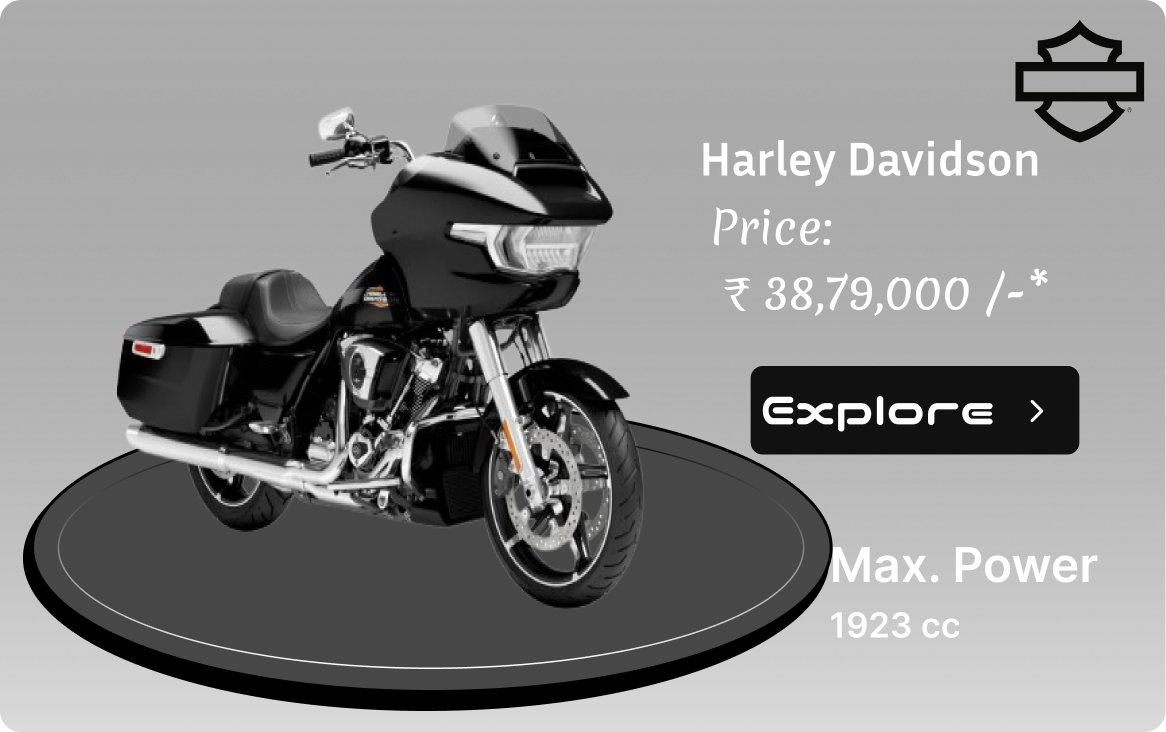 Harley Davidson
Price:
₹ 38,79,000 /-*
Explore >
Max. Power
1923 cc